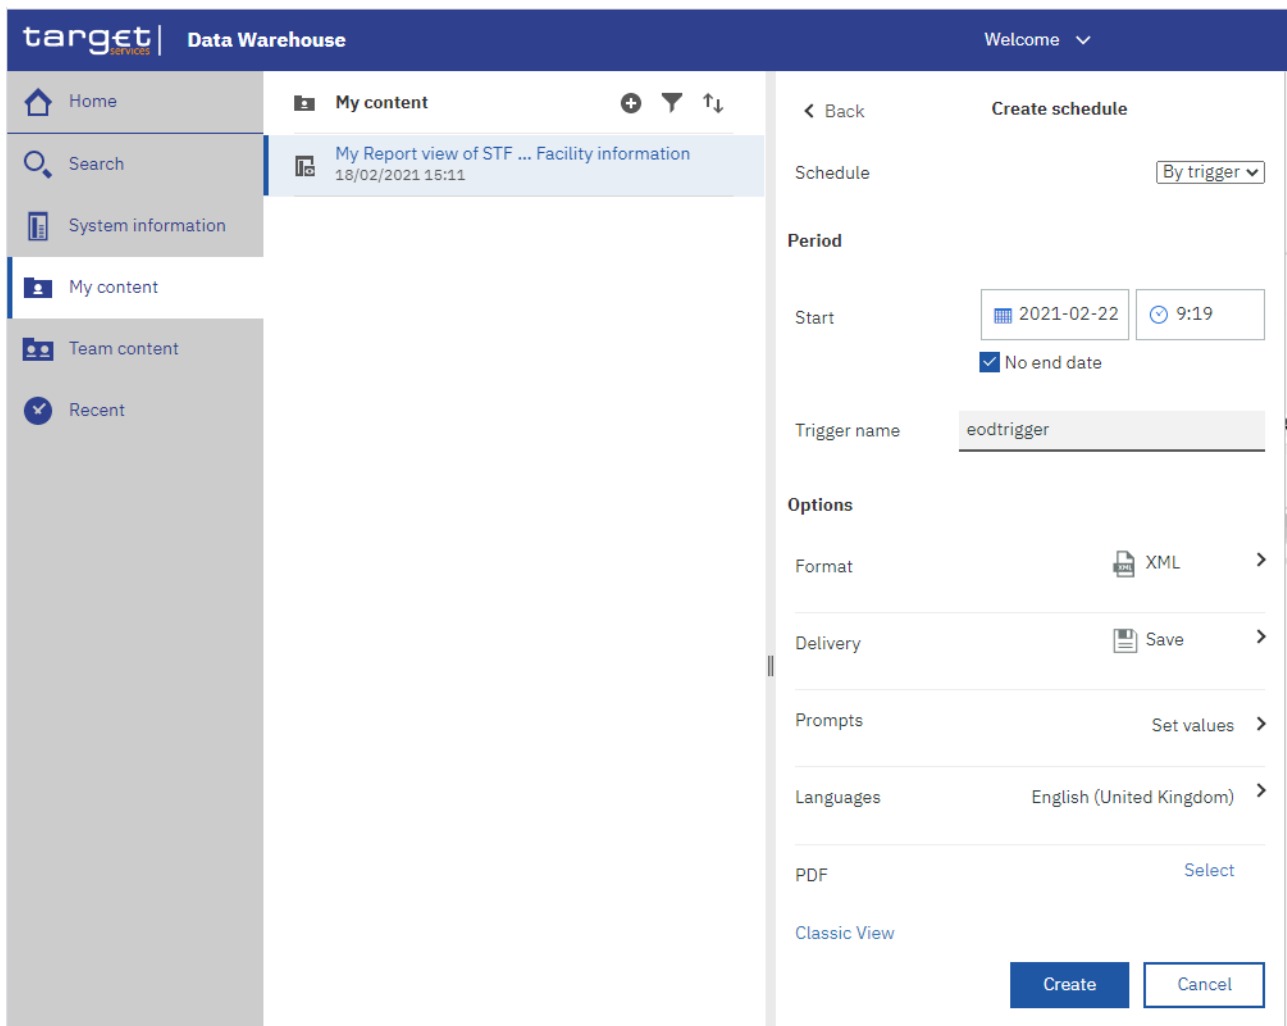 target services Data Warehouse Welcome
Home
Search
System information
My content
Team content
Recent
My content
My Report view of STF ... Facility information
18/02/2021 15:11
Back Create schedule
Schedule By trigger
Period
Start 2021-02-22 9:19
No end date
Trigger name eodtrigger
Options
Format XML XML
Delivery Save
Prompts Set values
Languages English (United Kingdom)
PDF Select
Classic View
Create Cancel